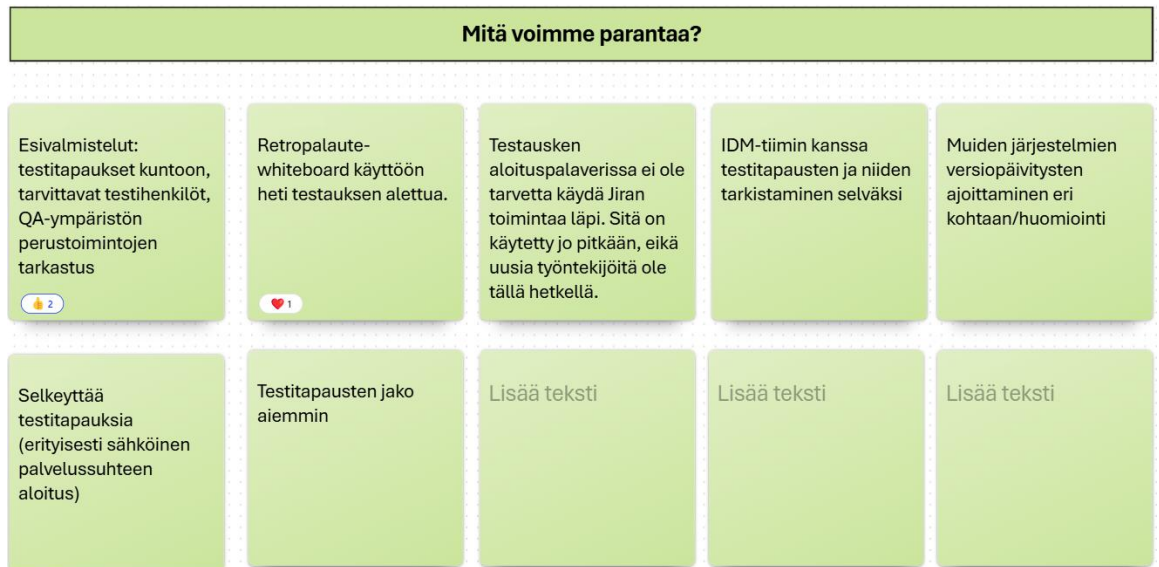 Mitä voimme parantaa?
Esivalmistelut:
testitapaukset kuntoon,
tarvittavat testihenkilöt,
QA-ympäristön
perustoimintojen
tarkastus
👍 2
Retropalaute-
whiteboard käyttöön
heti testauksen alettua.
❤️ 1
Testausken
aloituspalaverissa ei ole
tarvetta käydä Jiran
toimintaa läpi. Sitä on
käytetty jo pitkään, eikä
uusia työntekijöitä ole
tällä hetkellä.
IDM-tiimin kanssa
testitapausten ja niiden
tarkistaminen selväksi
Muiden järjestelmien
versiopäivitysten
ajoittaminen eri
kohtaan/huomiointi
Selkeyttää
testitapauksia
(erityisesti sähköinen
palvelussuhteen
aloitus)
Testitapausten jako
aiemmin
Lisää teksti
Lisää teksti
Lisää teksti